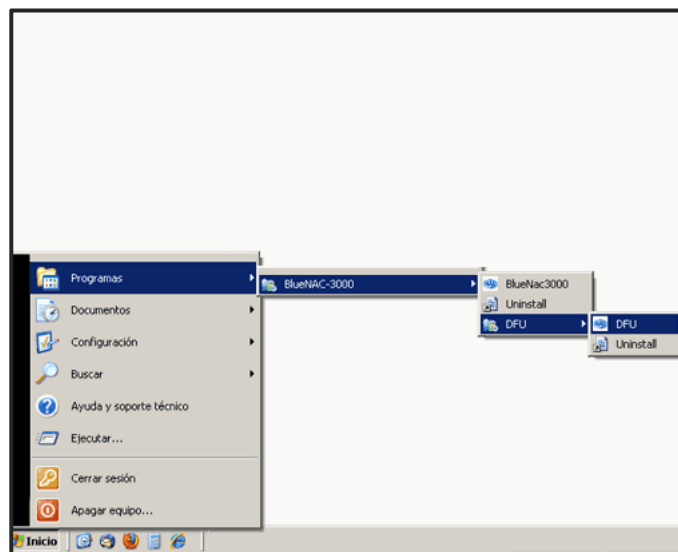 Programas
BlueNAC-3000
BlueNac3000
Uninstall
DFU
DFU
Uninstall
Documentos
Configuración
Buscar
Ayuda y soporte técnico
Ejecutar...
Cerrar sesión
Apagar equipo...
Inicio